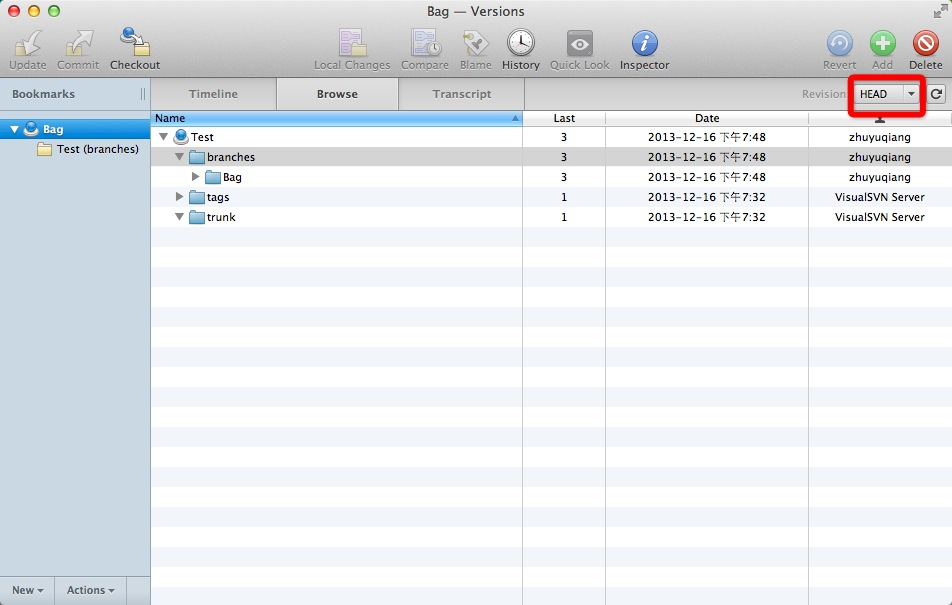 Bag — Versions
Update Commit Checkout Local Changes Compare Blame History Quick Look Inspector Revert Add Delete
Bookmarks Timeline Browse Transcript Revision HEAD
Name Last Date
Bag
Test (branches)
Test 3 2013-12-16 下午7:48 zhuyuqiang
branches 3 2013-12-16 下午7:48 zhuyuqiang
Bag 3 2013-12-16 下午7:48 zhuyuqiang
tags 1 2013-12-16 下午7:32 VisualSVN Server
trunk 1 2013-12-16 下午7:32 VisualSVN Server
New Actions